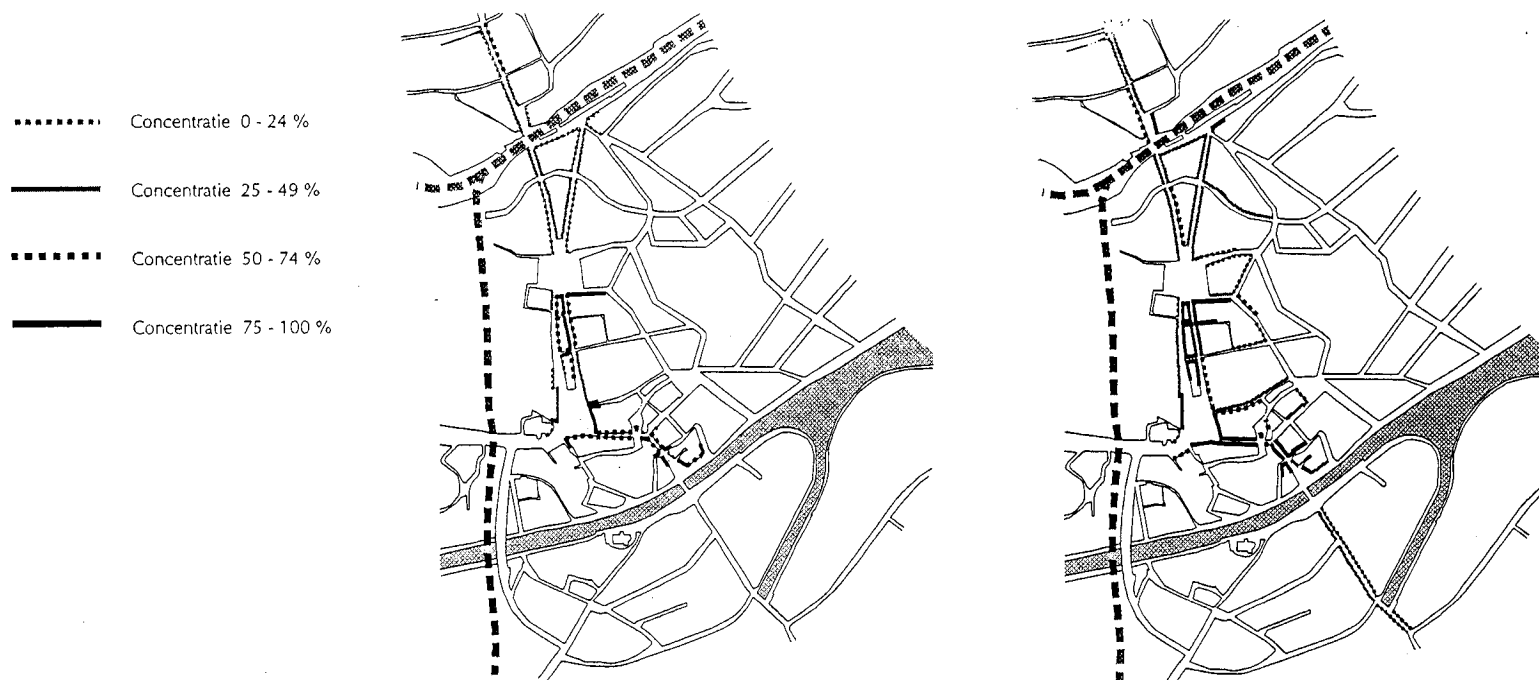 Concentratie 0 - 24 %
Concentratie 25 - 49 %
Concentratie 50 - 74 %
Concentratie 75 - 100 %